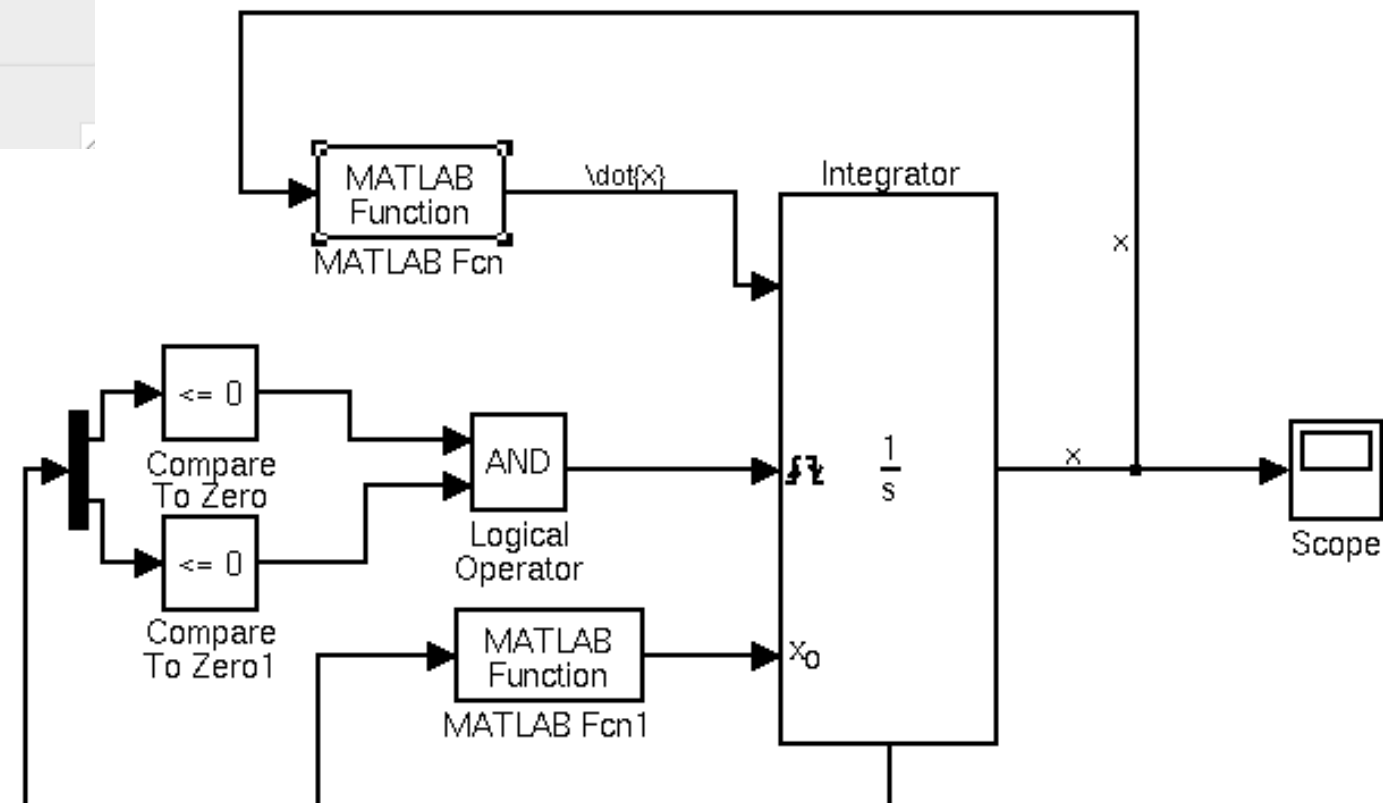 MATLAB
Function
MATLAB Fcn
\dot{x}
Integrator
x
<= 0
Compare
To Zero
AND
Logical
Operator
1
s
x
Scope
<= 0
Compare
To Zero1
MATLAB
Function
MATLAB Fcn1
x0